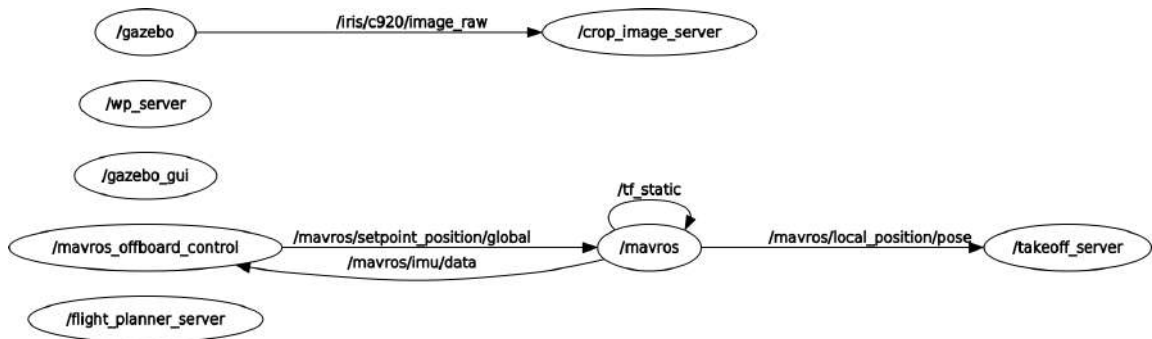 /gazebo
/iris/c920/image_raw
/crop_image_server
/wp_server
/gazebo_gui
/tf_static
/mavros_offboard_control
/mavros/setpoint_position/global
/mavros
/mavros/local_position/pose
/takeoff_server
/mavros/imu/data
/flight_planner_server